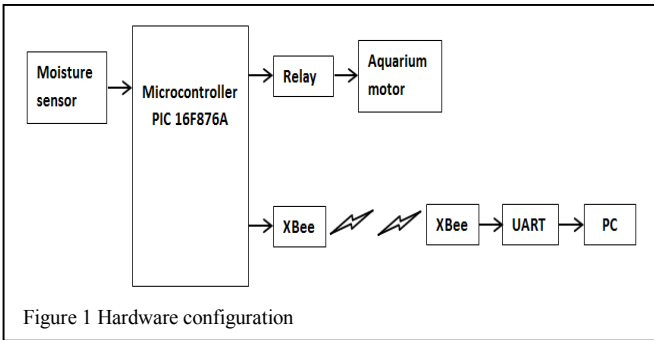 Moisture
sensor
Microcontroller
PIC 16F876A
Relay
Aquarium
motor
XBee
XBee
UART
PC
Figure 1 Hardware configuration